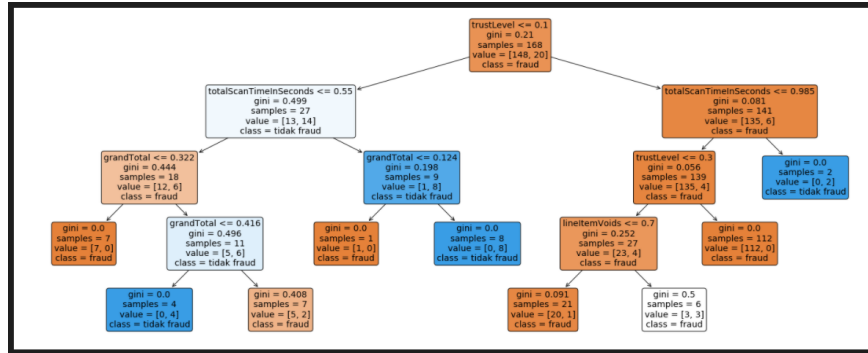 trustLevel <= 0.1
gini = 0.21
samples = 168
value = [148, 20]
class = fraud
totalScanTimeInSeconds <= 0.55
gini = 0.499
samples = 27
value = [13, 14]
class = tidak fraud
totalScanTimeInSeconds <= 0.985
gini = 0.081
samples = 141
value = [135, 6]
class = fraud
grandTotal <= 0.322
gini = 0.444
samples = 18
value = [12, 6]
class = fraud
grandTotal <= 0.124
gini = 0.198
samples = 9
value = [1, 8]
class = tidak fraud
trustLevel <= 0.3
gini = 0.056
samples = 139
value = [135, 4]
class = fraud
gini = 0.0
samples = 2
value = [0, 2]
class = tidak fraud
gini = 0.0
samples = 7
value = [7, 0]
class = fraud
grandTotal <= 0.416
gini = 0.496
samples = 11
value = [5, 6]
class = tidak fraud
gini = 0.0
samples = 1
value = [1, 0]
class = fraud
gini = 0.0
samples = 8
value = [0, 8]
class = tidak fraud
lineItemVoids <= 0.7
gini = 0.252
samples = 27
value = [23, 4]
class = fraud
gini = 0.0
samples = 112
value = [112, 0]
class = fraud
gini = 0.0
samples = 4
value = [0, 4]
class = tidak fraud
gini = 0.408
samples = 7
value = [5, 2]
class = fraud
gini = 0.091
samples = 21
value = [20, 1]
class = fraud
gini = 0.5
samples = 6
value = [3, 3]
class = fraud